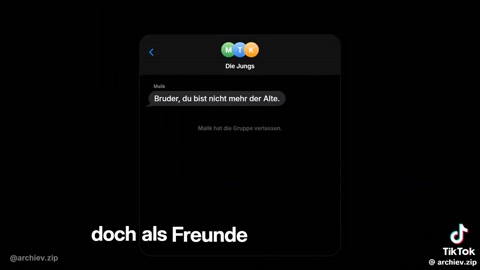 M T K
Die Jungs
Malik
Bruder, du bist nicht mehr der Alte.
Malik hat die Gruppe verlassen.
doch als Freunde
TikTok
@archiev.zip
@archiev.zip